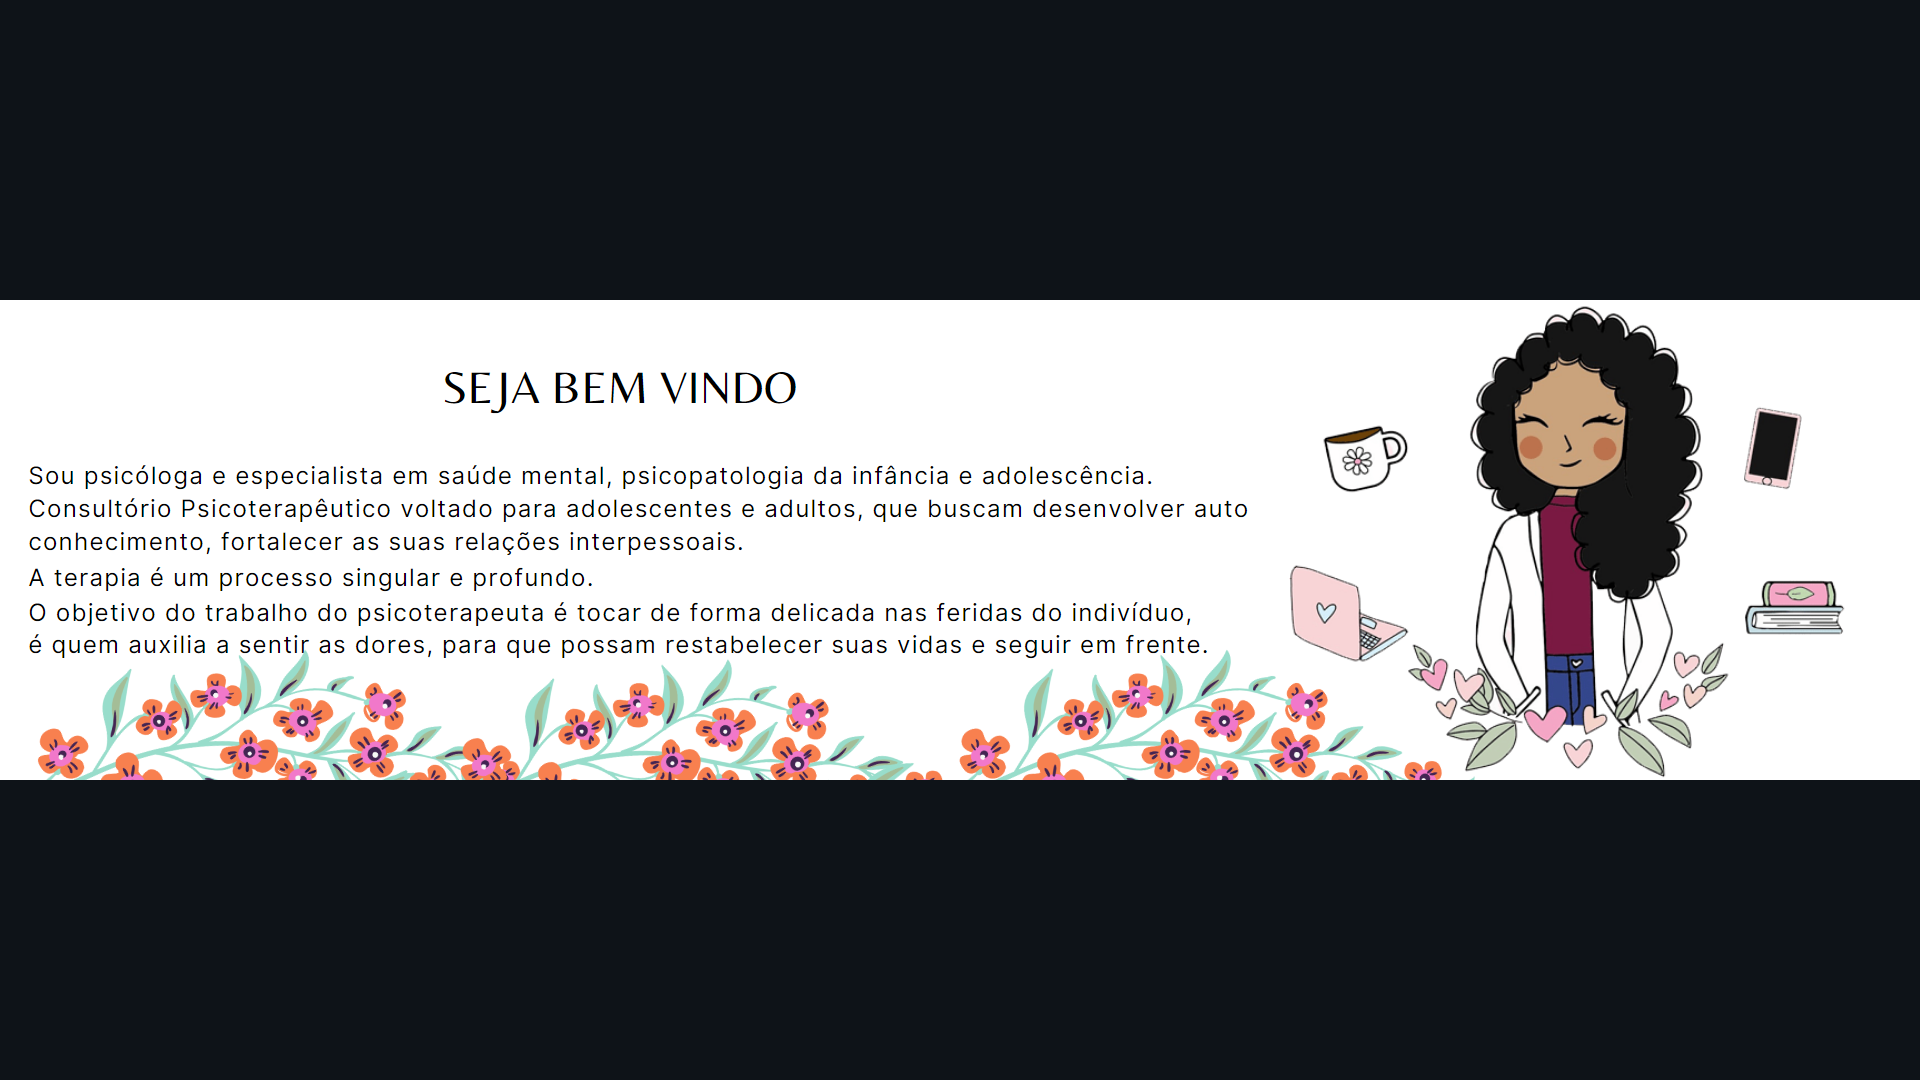 SEJA BEM VINDO
Sou psicóloga e especialista em saúde mental, psicopatologia da infância e adolescência.
Consultório Psicoterapêutico voltado para adolescentes e adultos, que buscam desenvolver auto
conhecimento, fortalecer as suas relações interpessoais.
A terapia é um processo singular e profundo.
O objetivo do trabalho do psicoterapeuta é tocar de forma delicada nas feridas do indivíduo,
é quem auxilia a sentir as dores, para que possam restabelecer suas vidas e seguir em frente.